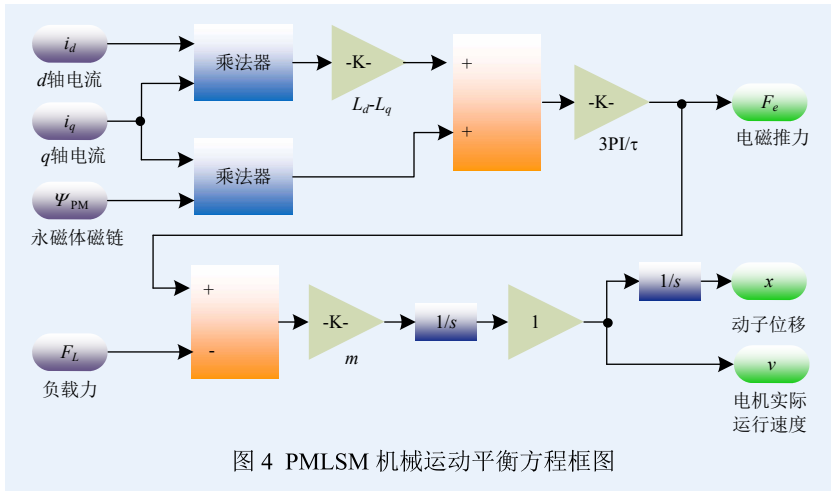 i_d
d轴电流
乘法器
-K-
L_d-L_q
+
+
-K-
3PI/τ
F_e
电磁推力
i_q
q轴电流
乘法器
Ψ_PM
永磁体磁链
+
-
-K-
m
1/s
1
1/s
x
动子位移
F_L
负载力
v
电机实际
运行速度
图 4 PMLSM 机械运动平衡方程框图